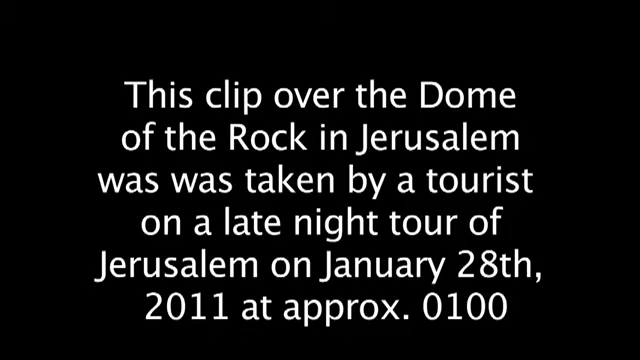 This clip over the Dome
of the Rock in Jerusalem
was was taken by a tourist
on a late night tour of
Jerusalem on January 28th,
2011 at approx. 0100